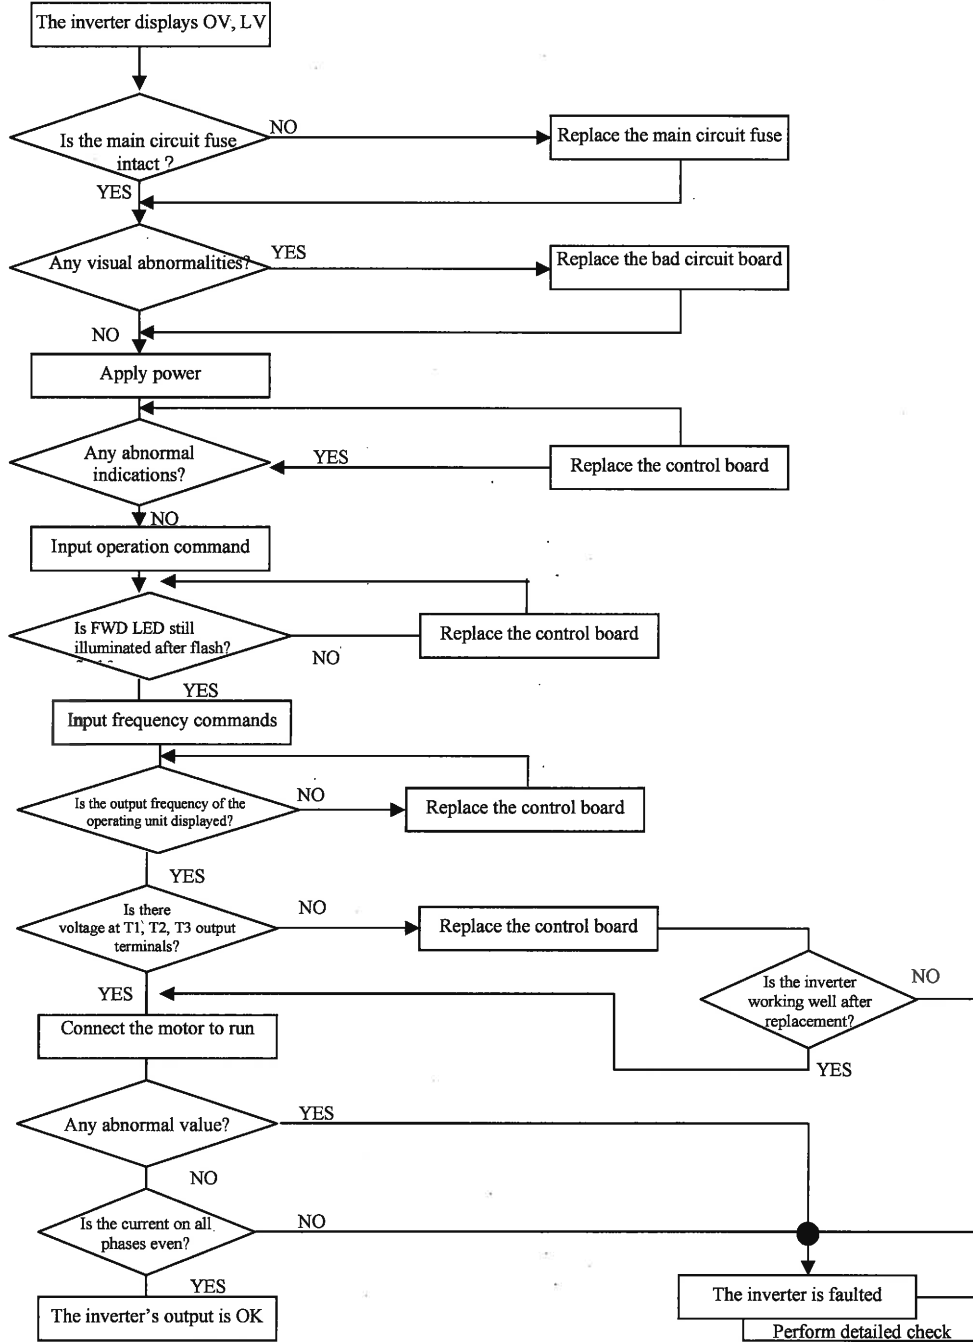 The inverter displays OV, LV
Is the main circuit fuse
intact ?
NO
Replace the main circuit fuse
YES
Any visual abnormalities?
YES
Replace the bad circuit board
NO
Apply power
Any abnormal
indications?
YES
Replace the control board
NO
Input operation command
Is FWD LED still
illuminated after flash?
NO
Replace the control board
YES
Input frequency commands
Is the output frequency of the
operating unit displayed?
NO
Replace the control board
YES
Is there
voltage at T1, T2, T3 output
terminals?
NO
Replace the control board
Is the inverter
working well after
replacement?
NO
YES
YES
Connect the motor to run
Any abnormal value?
YES
NO
Is the current on all
phases even?
NO
YES
The inverter is faulted
The inverter's output is OK
Perform detailed check